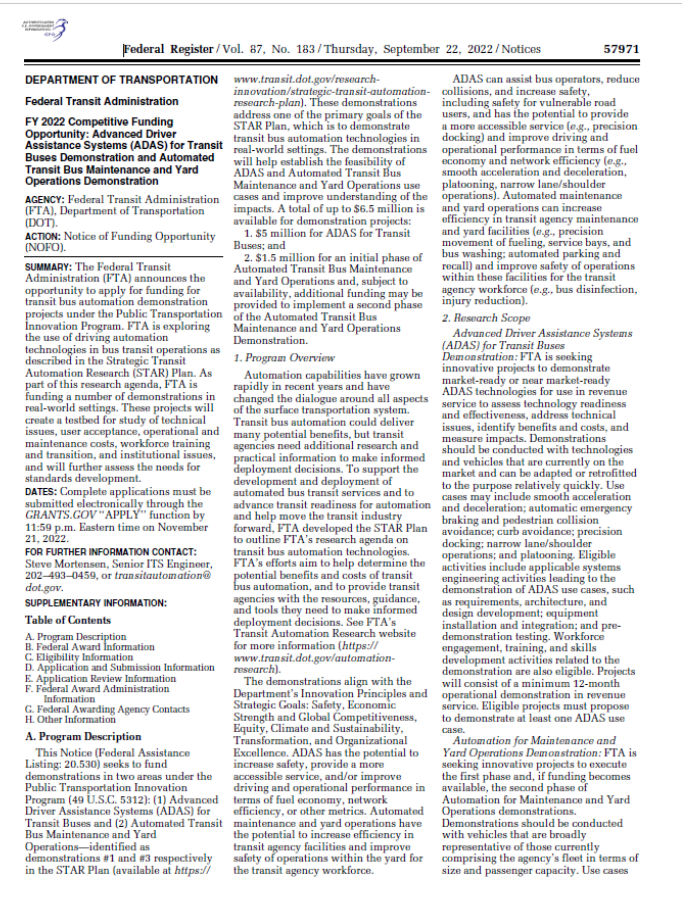 Federal Register / Vol. 87, No. 183 / Thursday, September 22, 2022 / Notices
57971
DEPARTMENT OF TRANSPORTATION
Federal Transit Administration
FY 2022 Competitive Funding
Opportunity: Advanced Driver
Assistance Systems (ADAS) for Transit
Buses Demonstration and Automated
Transit Bus Maintenance and Yard
Operations Demonstration
AGENCY: Federal Transit Administration
(FTA), Department of Transportation
(DOT).
ACTION: Notice of Funding Opportunity
(NOFO).
SUMMARY: The Federal Transit
Administration (FTA) announces the
opportunity to apply for funding for
transit bus automation demonstration
projects under the Public Transportation
Innovation Program. FTA is exploring
the use of driving automation
technologies in bus transit operations as
described in the Strategic Transit
Automation Research (STAR) Plan. As
part of this research agenda, FTA is
funding a number of demonstrations in
real-world settings. These projects will
create a testbed for study of technical
issues, user acceptance, operational and
maintenance costs, workforce training
and transition, and institutional issues,
and will further assess the needs for
standards development.
DATES: Complete applications must be
submitted electronically through the
GRANTS.GOV “APPLY” function by
11:59 p.m. Eastern time on November
21, 2022.
FOR FURTHER INFORMATION CONTACT:
Steve Mortensen, Senior ITS Engineer,
202–493–0459, or transitautomation@
dot.gov.
SUPPLEMENTARY INFORMATION:
Table of Contents
A. Program Description
B. Federal Award Information
C. Eligibility Information
D. Application and Submission Information
E. Application Review Information
F. Federal Award Administration
Information
G. Federal Awarding Agency Contacts
H. Other Information
A. Program Description
This Notice (Federal Assistance
Listing: 20.530) seeks to fund
demonstrations in two areas under the
Public Transportation Innovation
Program (49 U.S.C. 5312): (1) Advanced
Driver Assistance Systems (ADAS) for
Transit Buses and (2) Automated Transit
Bus Maintenance and Yard
Operations—identified as
demonstrations #1 and #3 respectively
in the STAR Plan (available at https://
www.transit.dot.gov/research-
innovation/strategic-transit-automation-
research-plan). These demonstrations
address one of the primary goals of the
STAR Plan, which is to demonstrate
transit bus automation technologies in
real-world settings. The demonstrations
will help establish the feasibility of
ADAS and Automated Transit Bus
Maintenance and Yard Operations use
cases and improve understanding of the
impacts. A total of up to $6.5 million is
available for demonstration projects:
1. $5 million for ADAS for Transit
Buses; and
2. $1.5 million for an initial phase of
Automated Transit Bus Maintenance
and Yard Operations and, subject to
availability, additional funding may be
provided to implement a second phase
of the Automated Transit Bus
Maintenance and Yard Operations
Demonstration.
1. Program Overview
Automation capabilities have grown
rapidly in recent years and have
changed the dialogue around all aspects
of the surface transportation system.
Transit bus automation could deliver
many potential benefits, but transit
agencies need additional research and
practical information to make informed
deployment decisions. To support the
development and deployment of
automated bus transit services and to
advance transit readiness for automation
and help move the transit industry
forward, FTA developed the STAR Plan
to outline FTA’s research agenda on
transit bus automation technologies.
FTA’s efforts aim to help determine the
potential benefits and costs of transit
bus automation, and to provide transit
agencies with the resources, guidance,
and tools they need to make informed
deployment decisions. See FTA’s
Transit Automation Research website
for more information (https://
www.transit.dot.gov/automation-
research).
The demonstrations align with the
Department’s Innovation Principles and
Strategic Goals: Safety, Economic
Strength and Global Competitiveness,
Equity, Climate and Sustainability,
Transformation, and Organizational
Excellence. ADAS has the potential to
increase safety, provide a more
accessible service, and/or improve
driving and operational performance in
terms of fuel economy, network
efficiency, or other metrics. Automated
maintenance and yard operations have
the potential to increase efficiency in
transit agency facilities and improve
safety of operations within the yard for
the transit agency workforce.
ADAS can assist bus operators, reduce
collisions, and increase safety,
including safety for vulnerable road
users, and has the potential to provide
a more accessible service (e.g., precision
docking) and improve driving and
operational performance in terms of fuel
economy and network efficiency (e.g.,
smooth acceleration and deceleration,
platooning, narrow lane/shoulder
operations). Automated maintenance
and yard operations can increase
efficiency in transit agency maintenance
and yard facilities (e.g., precision
movement of fueling, service bays, and
bus washing; automated parking and
recall) and improve safety of operations
within these facilities for the transit
agency workforce (e.g., bus disinfection,
injury reduction).
2. Research Scope
Advanced Driver Assistance Systems
(ADAS) for Transit Buses
Demonstration: FTA is seeking
innovative projects to demonstrate
market-ready or near market-ready
ADAS technologies for use in revenue
service to assess technology readiness
and effectiveness, address technical
issues, identify benefits and costs, and
measure impacts. Demonstrations
should be conducted with technologies
and vehicles that are currently on the
market and can be adapted or retrofitted
to the purpose relatively quickly. Use
cases may include smooth acceleration
and deceleration; automatic emergency
braking and pedestrian collision
avoidance; curb avoidance; precision
docking; narrow lane/shoulder
operations; and platooning. Eligible
activities include applicable systems
engineering activities leading to the
demonstration of ADAS use cases, such
as requirements, architecture, and
design development; equipment
installation and integration; and pre-
demonstration testing. Workforce
engagement, training, and skills
development activities related to the
demonstration are also eligible. Projects
will consist of a minimum 12-month
operational demonstration in revenue
service. Eligible projects must propose
to demonstrate at least one ADAS use
case.
Automation for Maintenance and
Yard Operations Demonstration: FTA is
seeking innovative projects to execute
the first phase and, if funding becomes
available, the second phase of
Automation for Maintenance and Yard
Operations demonstrations.
Demonstrations should be conducted
with vehicles that are broadly
representative of those currently
comprising the agency’s fleet in terms of
size and passenger capacity. Use cases